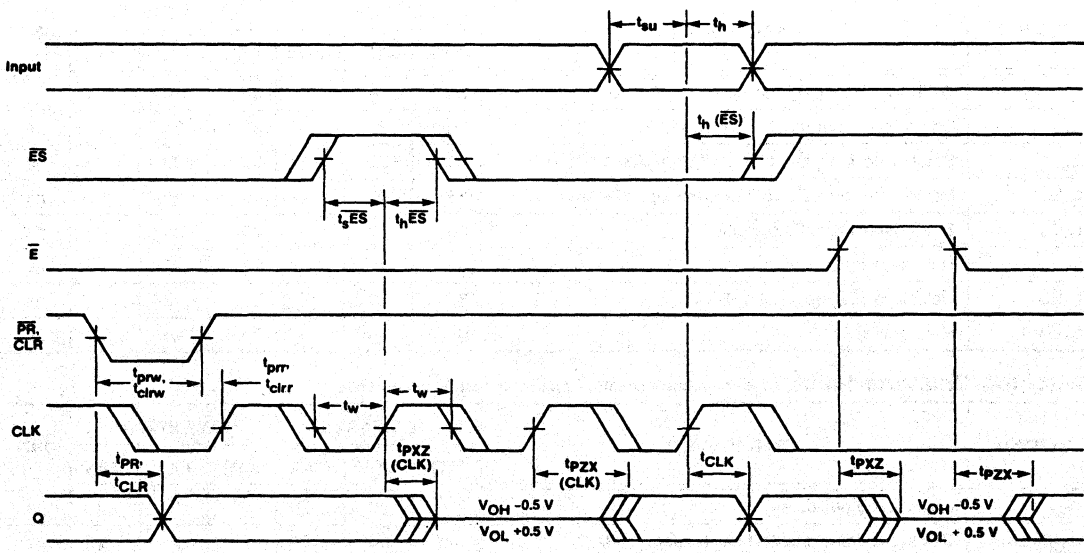 tsu
th
Input
th (ES)
ES
tsES
thES
E
PR,
CLR
tprw,
tclrw
tprr,
tclrr
tw
tw
CLK
tPXZ
(CLK)
tPZX
(CLK)
tCLK
tPXZ
tPZX
tPR,
tCLR
Q
VOH −0.5 V
VOL +0.5 V
VOH −0.5 V
VOL + 0.5 V